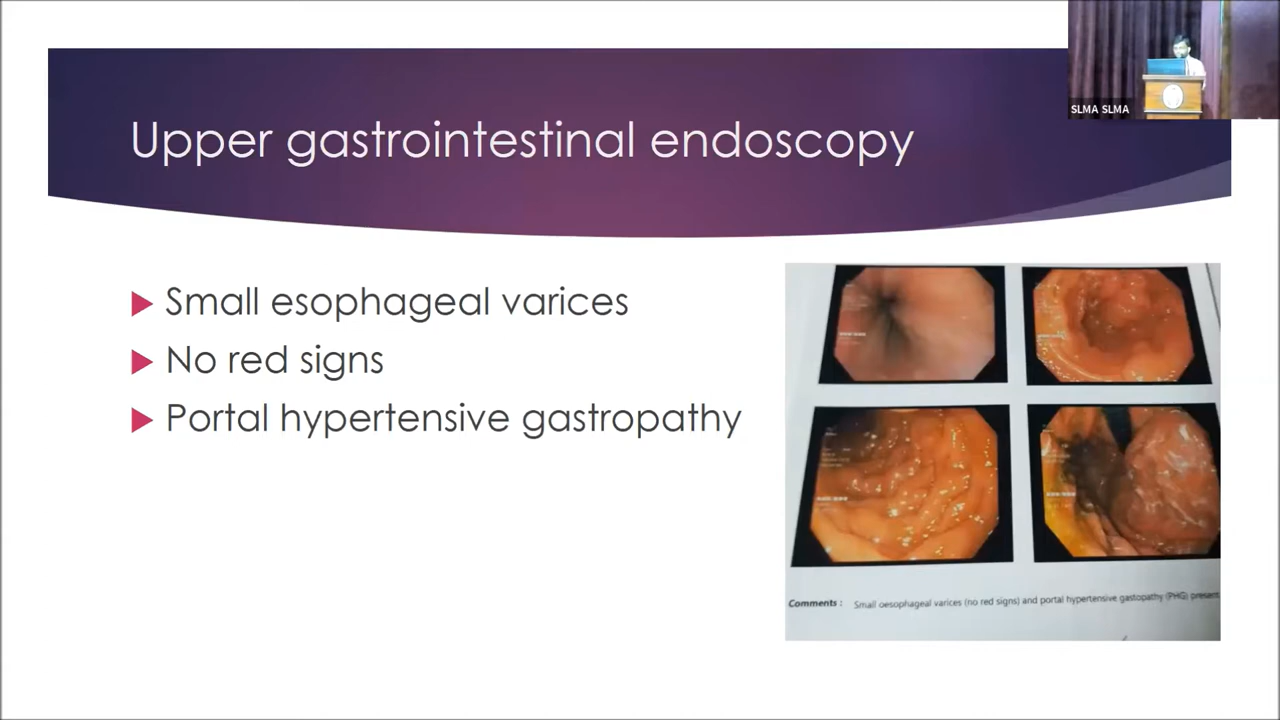 SLMA SLMA
Upper gastrointestinal endoscopy
Small esophageal varices
No red signs
Portal hypertensive gastropathy
Comments : Small oesophageal varices (no red signs) and portal hypertensive gastopathy (PHG) present